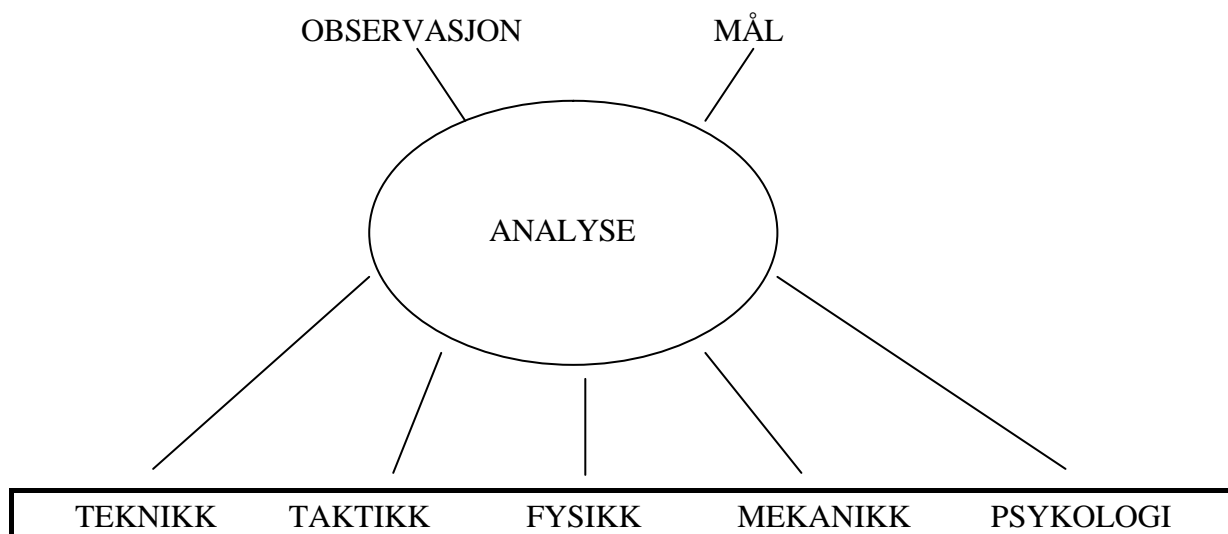 OBSERVASJON MÅL
ANALYSE
TEKNIKK TAKTIKK FYSIKK MEKANIKK PSYKOLOGI